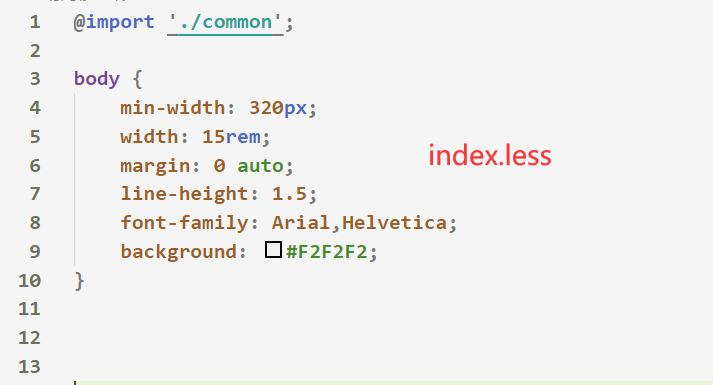 1 @import './common';
2
3 body {
4     min-width: 320px;
5     width: 15rem;
6     margin: 0 auto;
7     line-height: 1.5;
8     font-family: Arial,Helvetica;
9     background: #F2F2F2;
10 }
11
12
13
index.less